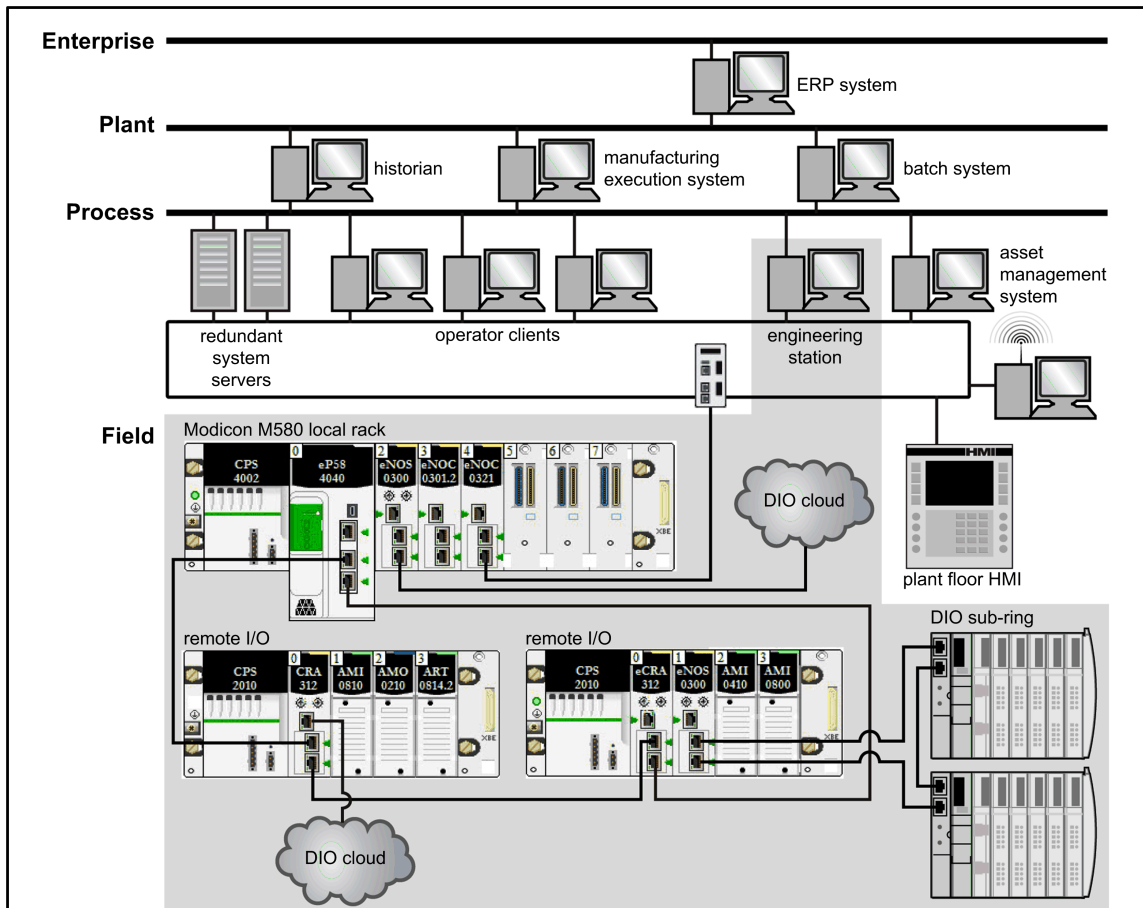 Enterprise
ERP system
Plant
historian
manufacturing
execution system
batch system
Process
redundant
system
servers
operator clients
engineering
station
asset
management
system
Field
Modicon M580 local rack
CPS
4002
0
eP58
4040
2
eNOS
0300
3
eNOC
0301.2
4
eNOC
0321
5
6
7
XBE
DIO cloud
HMI
plant floor HMI
remote I/O
CPS
2010
0
CRA
312
1
AMI
0810
2
AMO
0210
3
ART
0814.2
XBE
remote I/O
CPS
2010
0
eCRA
312
1
eNOS
0300
2
AMI
0410
3
AMI
0800
XBE
DIO sub-ring
DIO cloud